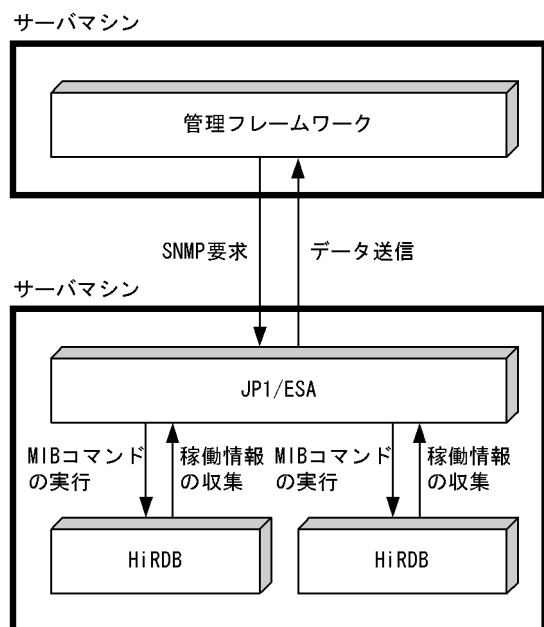 サーバマシン
管理フレームワーク
SNMP要求
データ送信
サーバマシン
JP1/ESA
MIBコマンド
の実行
稼働情報
の収集
MIBコマンド
の実行
稼働情報
の収集
HiRDB
HiRDB